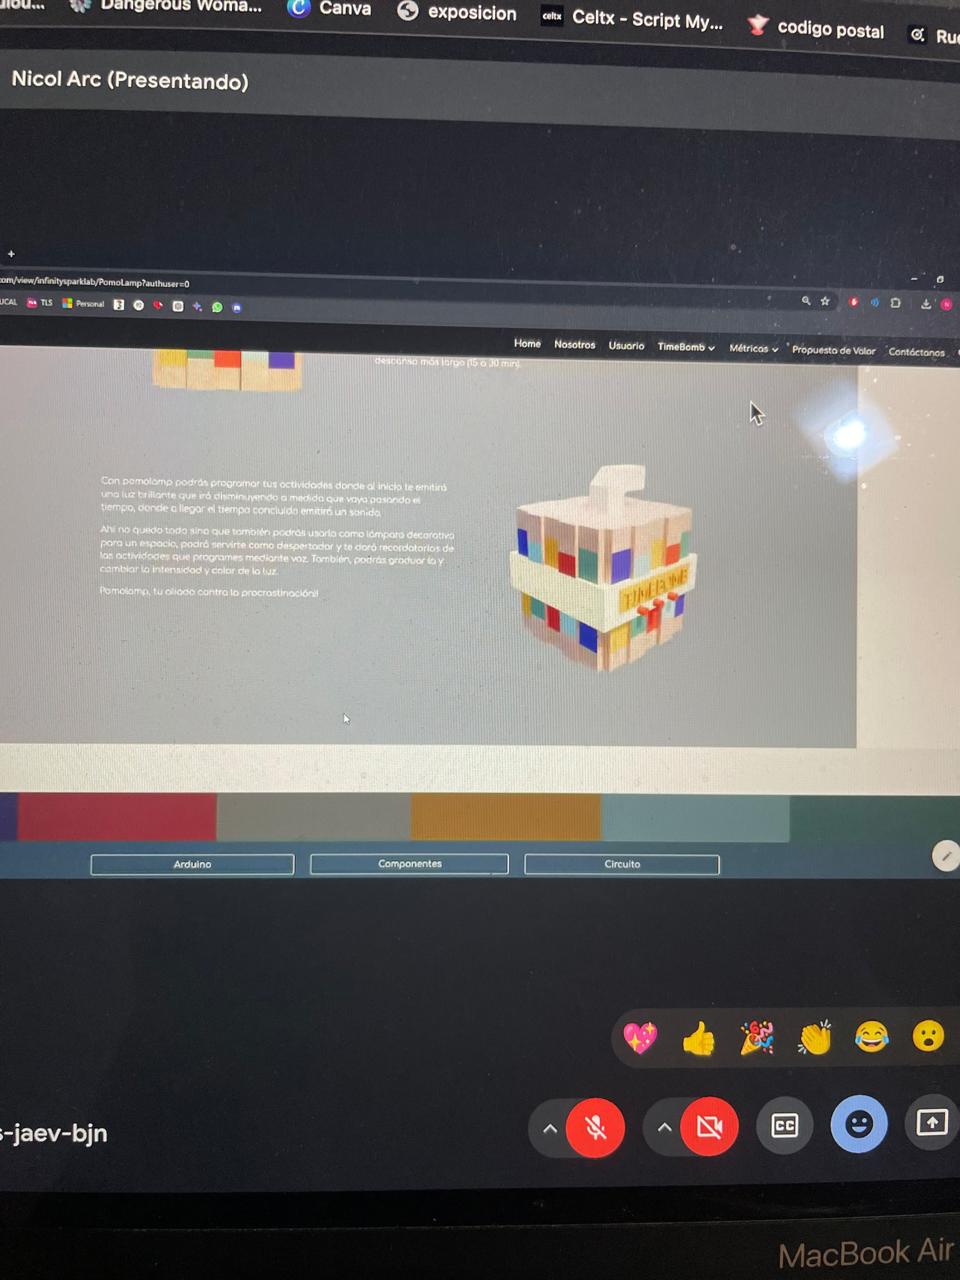 Dangerous Woma...
Canva
exposicion
celtx
Celtx - Script My...
codigo postal
Nicol Arc (Presentando)
com/view/infinitysparklab/PomoLamp?authuser=0
UCAL
TLS
Personal
Home
Nosotros
Usuario
TimeBomb
Métricas
Propuesta de Valor
Contáctanos
descanso más largo (15 a 30 min).
Con pomolamp podrás programar tus actividades donde al inicio te emitirá
una luz brillante que irá disminuyendo a medida que vaya pasando el
tiempo, donde a llegar el tiempo concluido emitirá un sonido.
Ahí no quedo todo sino que también podrás usarla como lámpara decorativa
para un espacio, podrá servirte como despertador y te dará recordatorios de
las actividades que programes mediante voz. También, podrás graduar la y
cambiar la intensidad y color de la luz.
Pomolamp, tu aliado contra la procrastinación!!
TIMEBOMB
Arduino
Componentes
Circuito
-jaev-bjn
CC
MacBook Air